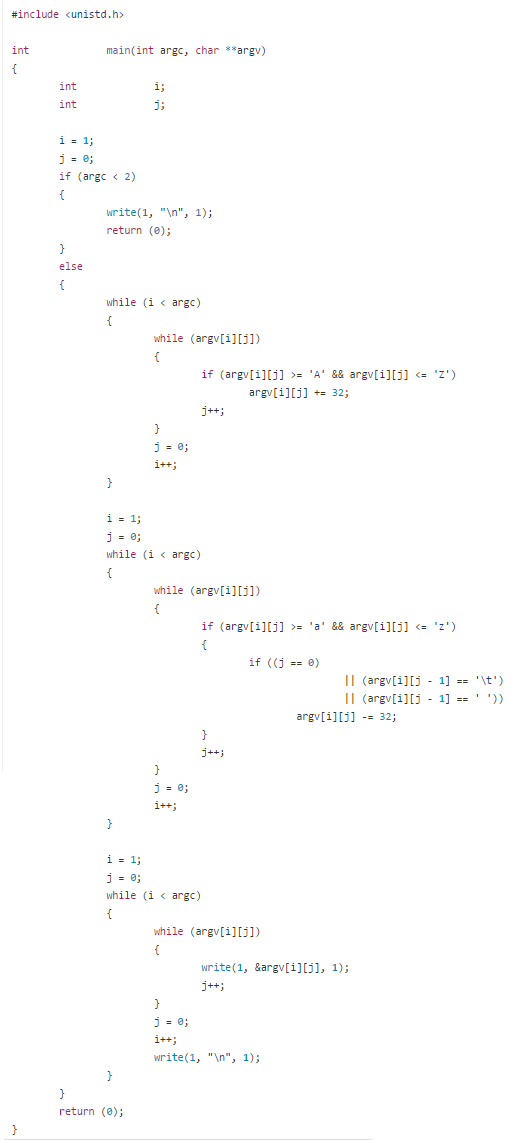 #include <unistd.h>
int main(int argc, char **argv)
{
int i;
int j;
i = 1;
j = 0;
if (argc < 2)
{
write(1, "\n", 1);
return (0);
}
else
{
while (i < argc)
{
while (argv[i][j])
{
if (argv[i][j] >= 'A' && argv[i][j] <= 'Z')
argv[i][j] += 32;
j++;
}
j = 0;
i++;
}
i = 1;
j = 0;
while (i < argc)
{
while (argv[i][j])
{
if (argv[i][j] >= 'a' && argv[i][j] <= 'z')
{
if ((j == 0)
|| (argv[i][j - 1] == '\t')
|| (argv[i][j - 1] == ' '))
argv[i][j] -= 32;
}
j++;
}
j = 0;
i++;
}
i = 1;
j = 0;
while (i < argc)
{
while (argv[i][j])
{
write(1, &argv[i][j], 1);
j++;
}
j = 0;
i++;
write(1, "\n", 1);
}
}
return (0);
}